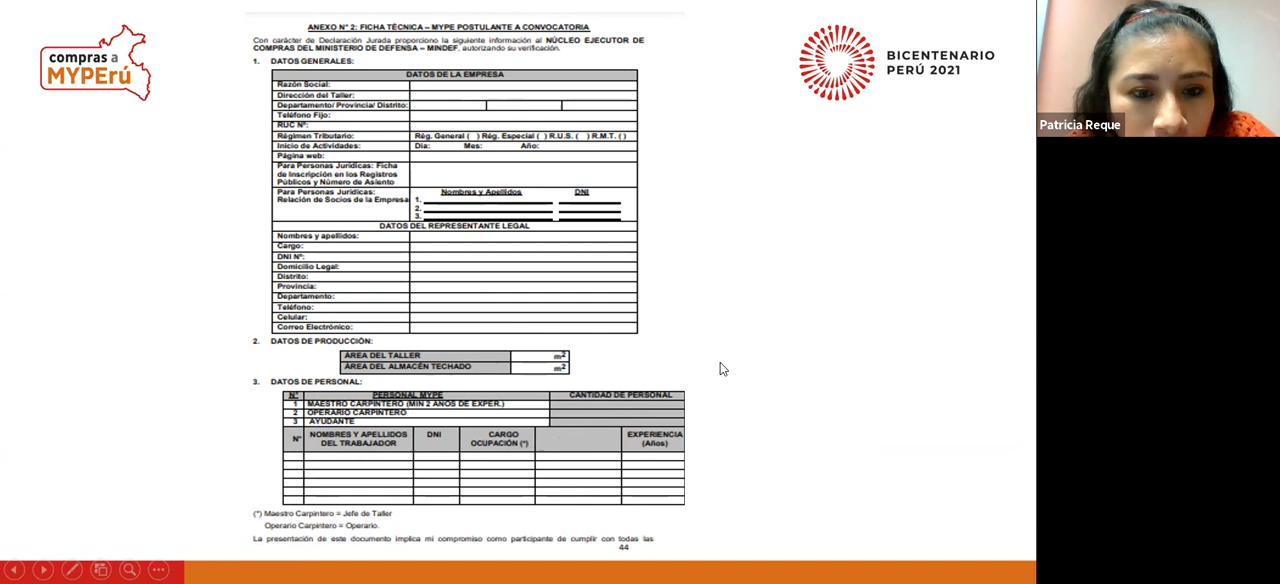 compras a
MYPErú
ANEXO N° 2: FICHA TÉCNICA – MYPE POSTULANTE A CONVOCATORIA
Con carácter de Declaración Jurada proporciono la siguiente información al NÚCLEO EJECUTOR DE
COMPRAS DEL MINISTERIO DE DEFENSA – MINDEF, autorizando su verificación.
1. DATOS GENERALES:
DATOS DE LA EMPRESA
Razón Social:
Dirección del Taller:
Departamento/ Provincia/ Distrito:
Teléfono Fijo:
RUC Nº:
Régimen Tributario: Rég. General ( ) Rég. Especial ( ) R.U.S. ( ) R.M.T. ( )
Inicio de Actividades: Día: Mes: Año:
Página web:
Para Personas Jurídicas: Ficha
de Inscripción en los Registros
Públicos y Número de Asiento
Para Personas Jurídicas: Nombres y Apellidos DNI
Relación de Socios de la Empresa 1.
2.
3.
DATOS DEL REPRESENTANTE LEGAL
Nombres y apellidos:
Cargo:
DNI Nº:
Domicilio Legal:
Distrito:
Provincia:
Departamento:
Teléfono:
Celular:
Correo Electrónico:
2. DATOS DE PRODUCCIÓN:
ÁREA DEL TALLER m2
ÁREA DEL ALMACÉN TECHADO m2
3. DATOS DE PERSONAL:
Nº PERSONAL MYPE CANTIDAD DE PERSONAL
1 MAESTRO CARPINTERO (MIN 2 AÑOS DE EXPER.)
2 OPERARIO CARPINTERO
3 AYUDANTE
Nº NOMBRES Y APELLIDOS DEL TRABAJADOR DNI CARGO OCUPACIÓN (*) EXPERIENCIA (Años)
(*) Maestro Carpintero = Jefe de Taller
Operario Carpintero = Operario.
La presentación de este documento implica mi compromiso como participante de cumplir con todas las
44
BICENTENARIO
PERÚ 2021
Patricia Reque